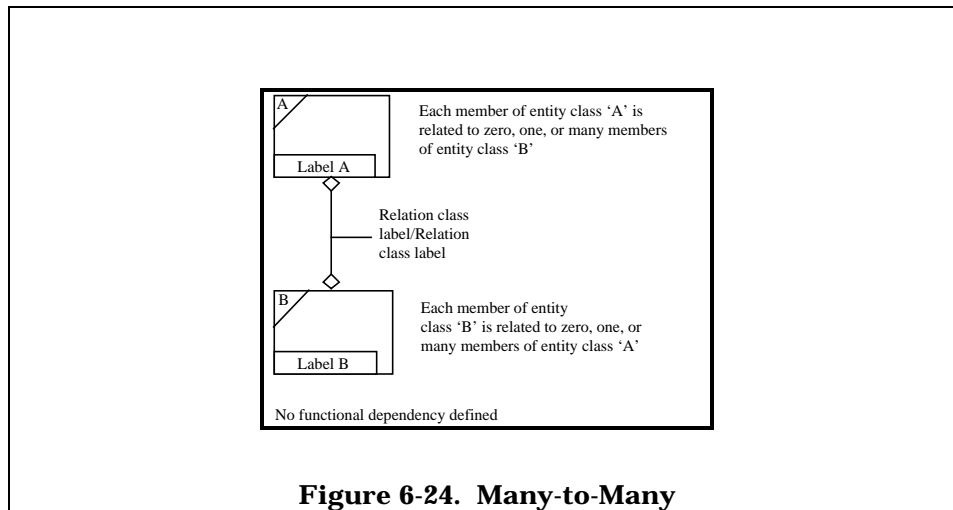 A
Each member of entity class ‘A’ is
related to zero, one, or many members
of entity class ‘B’
Label A
Relation class
label/Relation
class label
B
Each member of entity
class ‘B’ is related to zero, one, or
many members of entity class ‘A’
Label B
No functional dependency defined
Figure 6-24. Many-to-Many